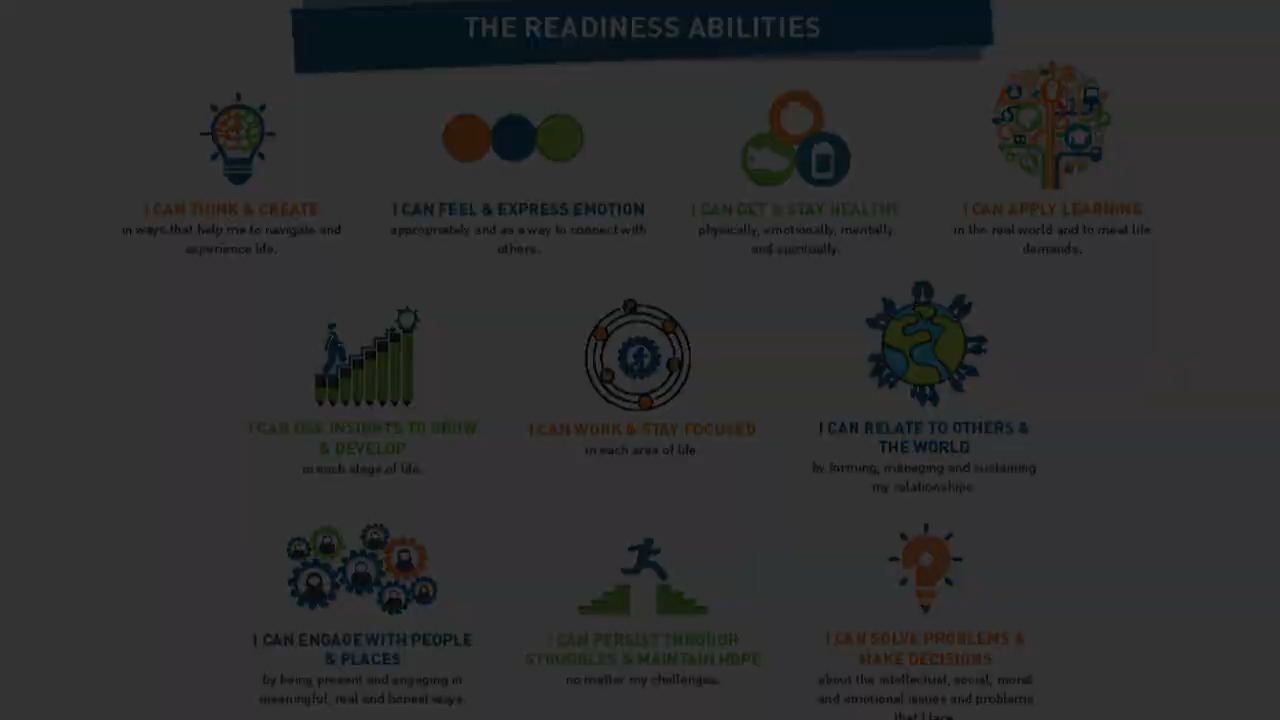 THE READINESS ABILITIES
I CAN THINK & CREATE
in ways that help me to navigate and
experience life.
I CAN FEEL & EXPRESS EMOTION
appropriately and as a way to connect with
others.
I CAN GET & STAY HEALTHY
physically, emotionally, mentally
and spiritually.
I CAN APPLY LEARNING
in the real world and to meet life
demands.
I CAN USE INSIGHTS TO GROW
& DEVELOP
in each stage of life.
I CAN WORK & STAY FOCUSED
in each area of life.
I CAN RELATE TO OTHERS &
THE WORLD
by forming, managing and sustaining
my relationships.
I CAN ENGAGE WITH PEOPLE
& PLACES
by being present and engaging in
meaningful, real and honest ways.
I CAN PERSIST THROUGH
STRUGGLES & MAINTAIN HOPE
no matter my challenges.
I CAN SOLVE PROBLEMS &
MAKE DECISIONS
about the intellectual, social, moral
and emotional issues and problems
that I face.